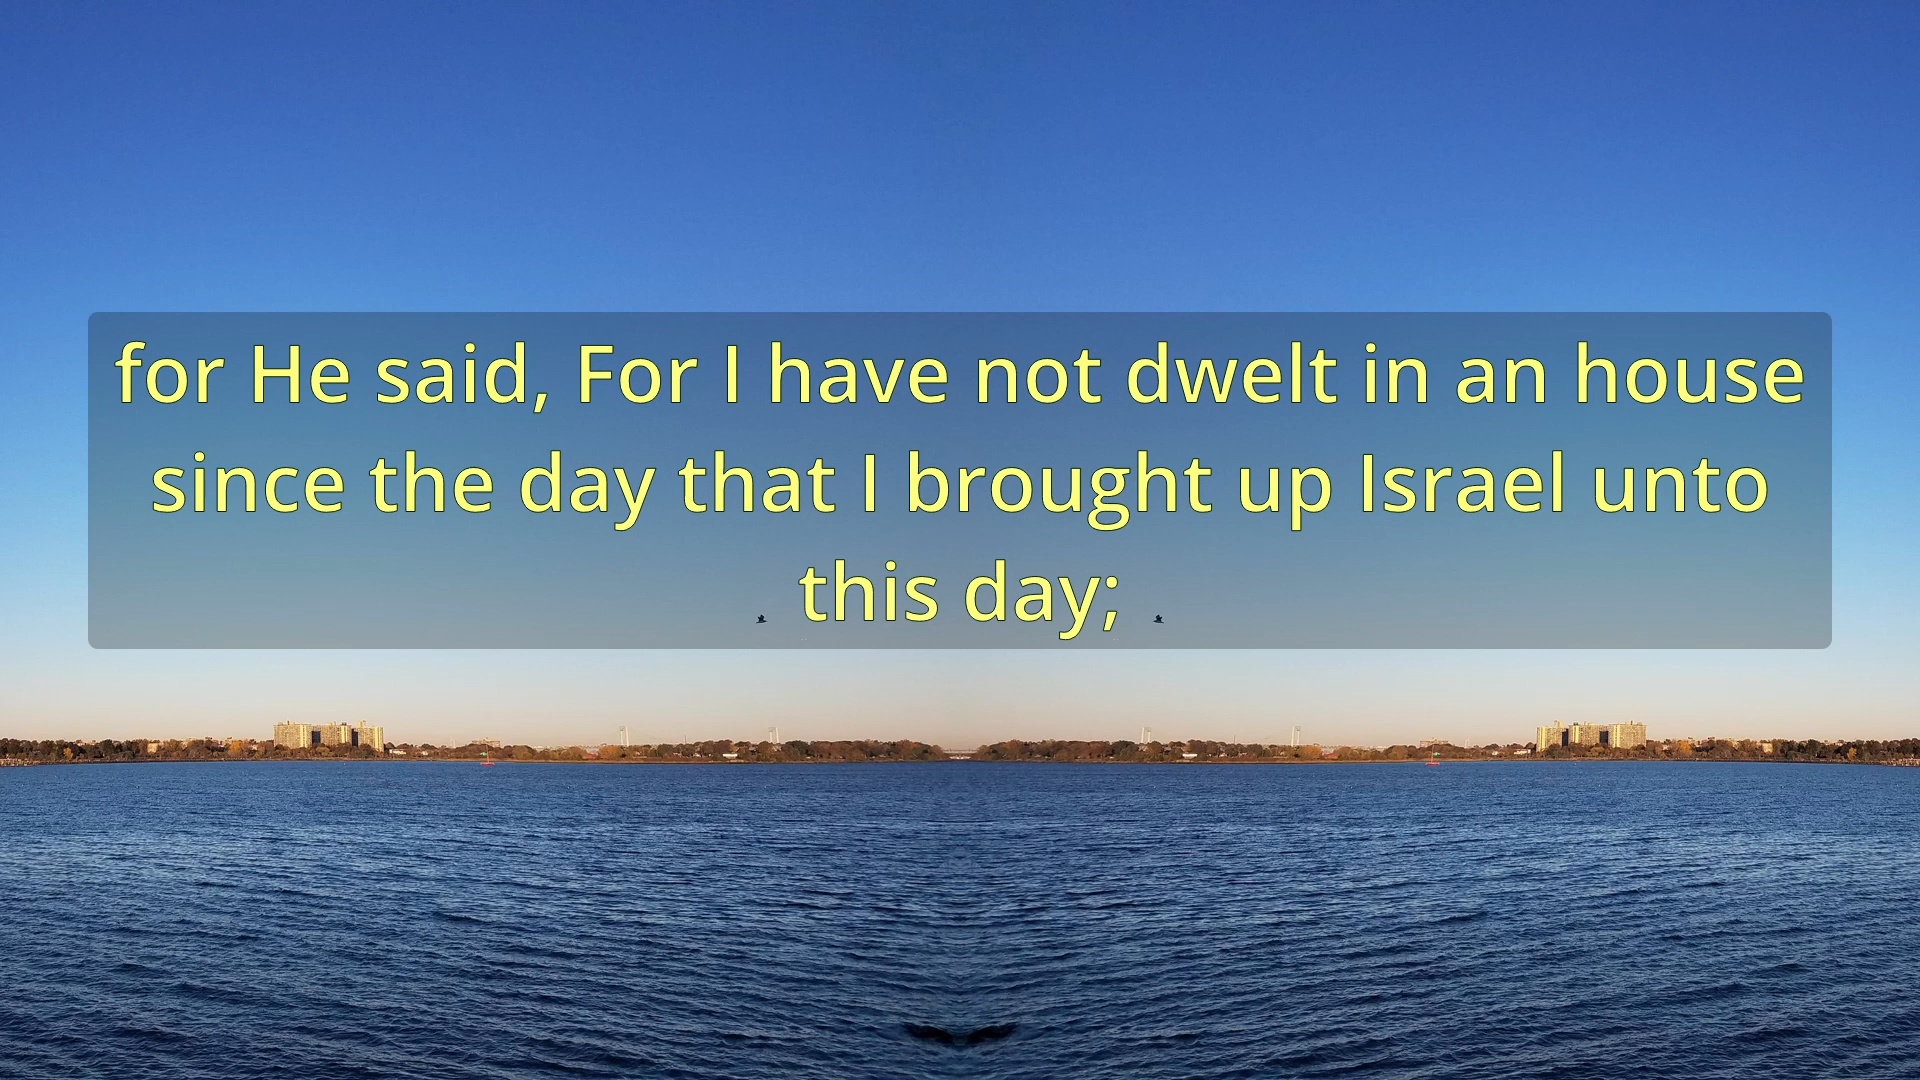 for He said, For I have not dwelt in an house
since the day that I brought up Israel unto
this day;